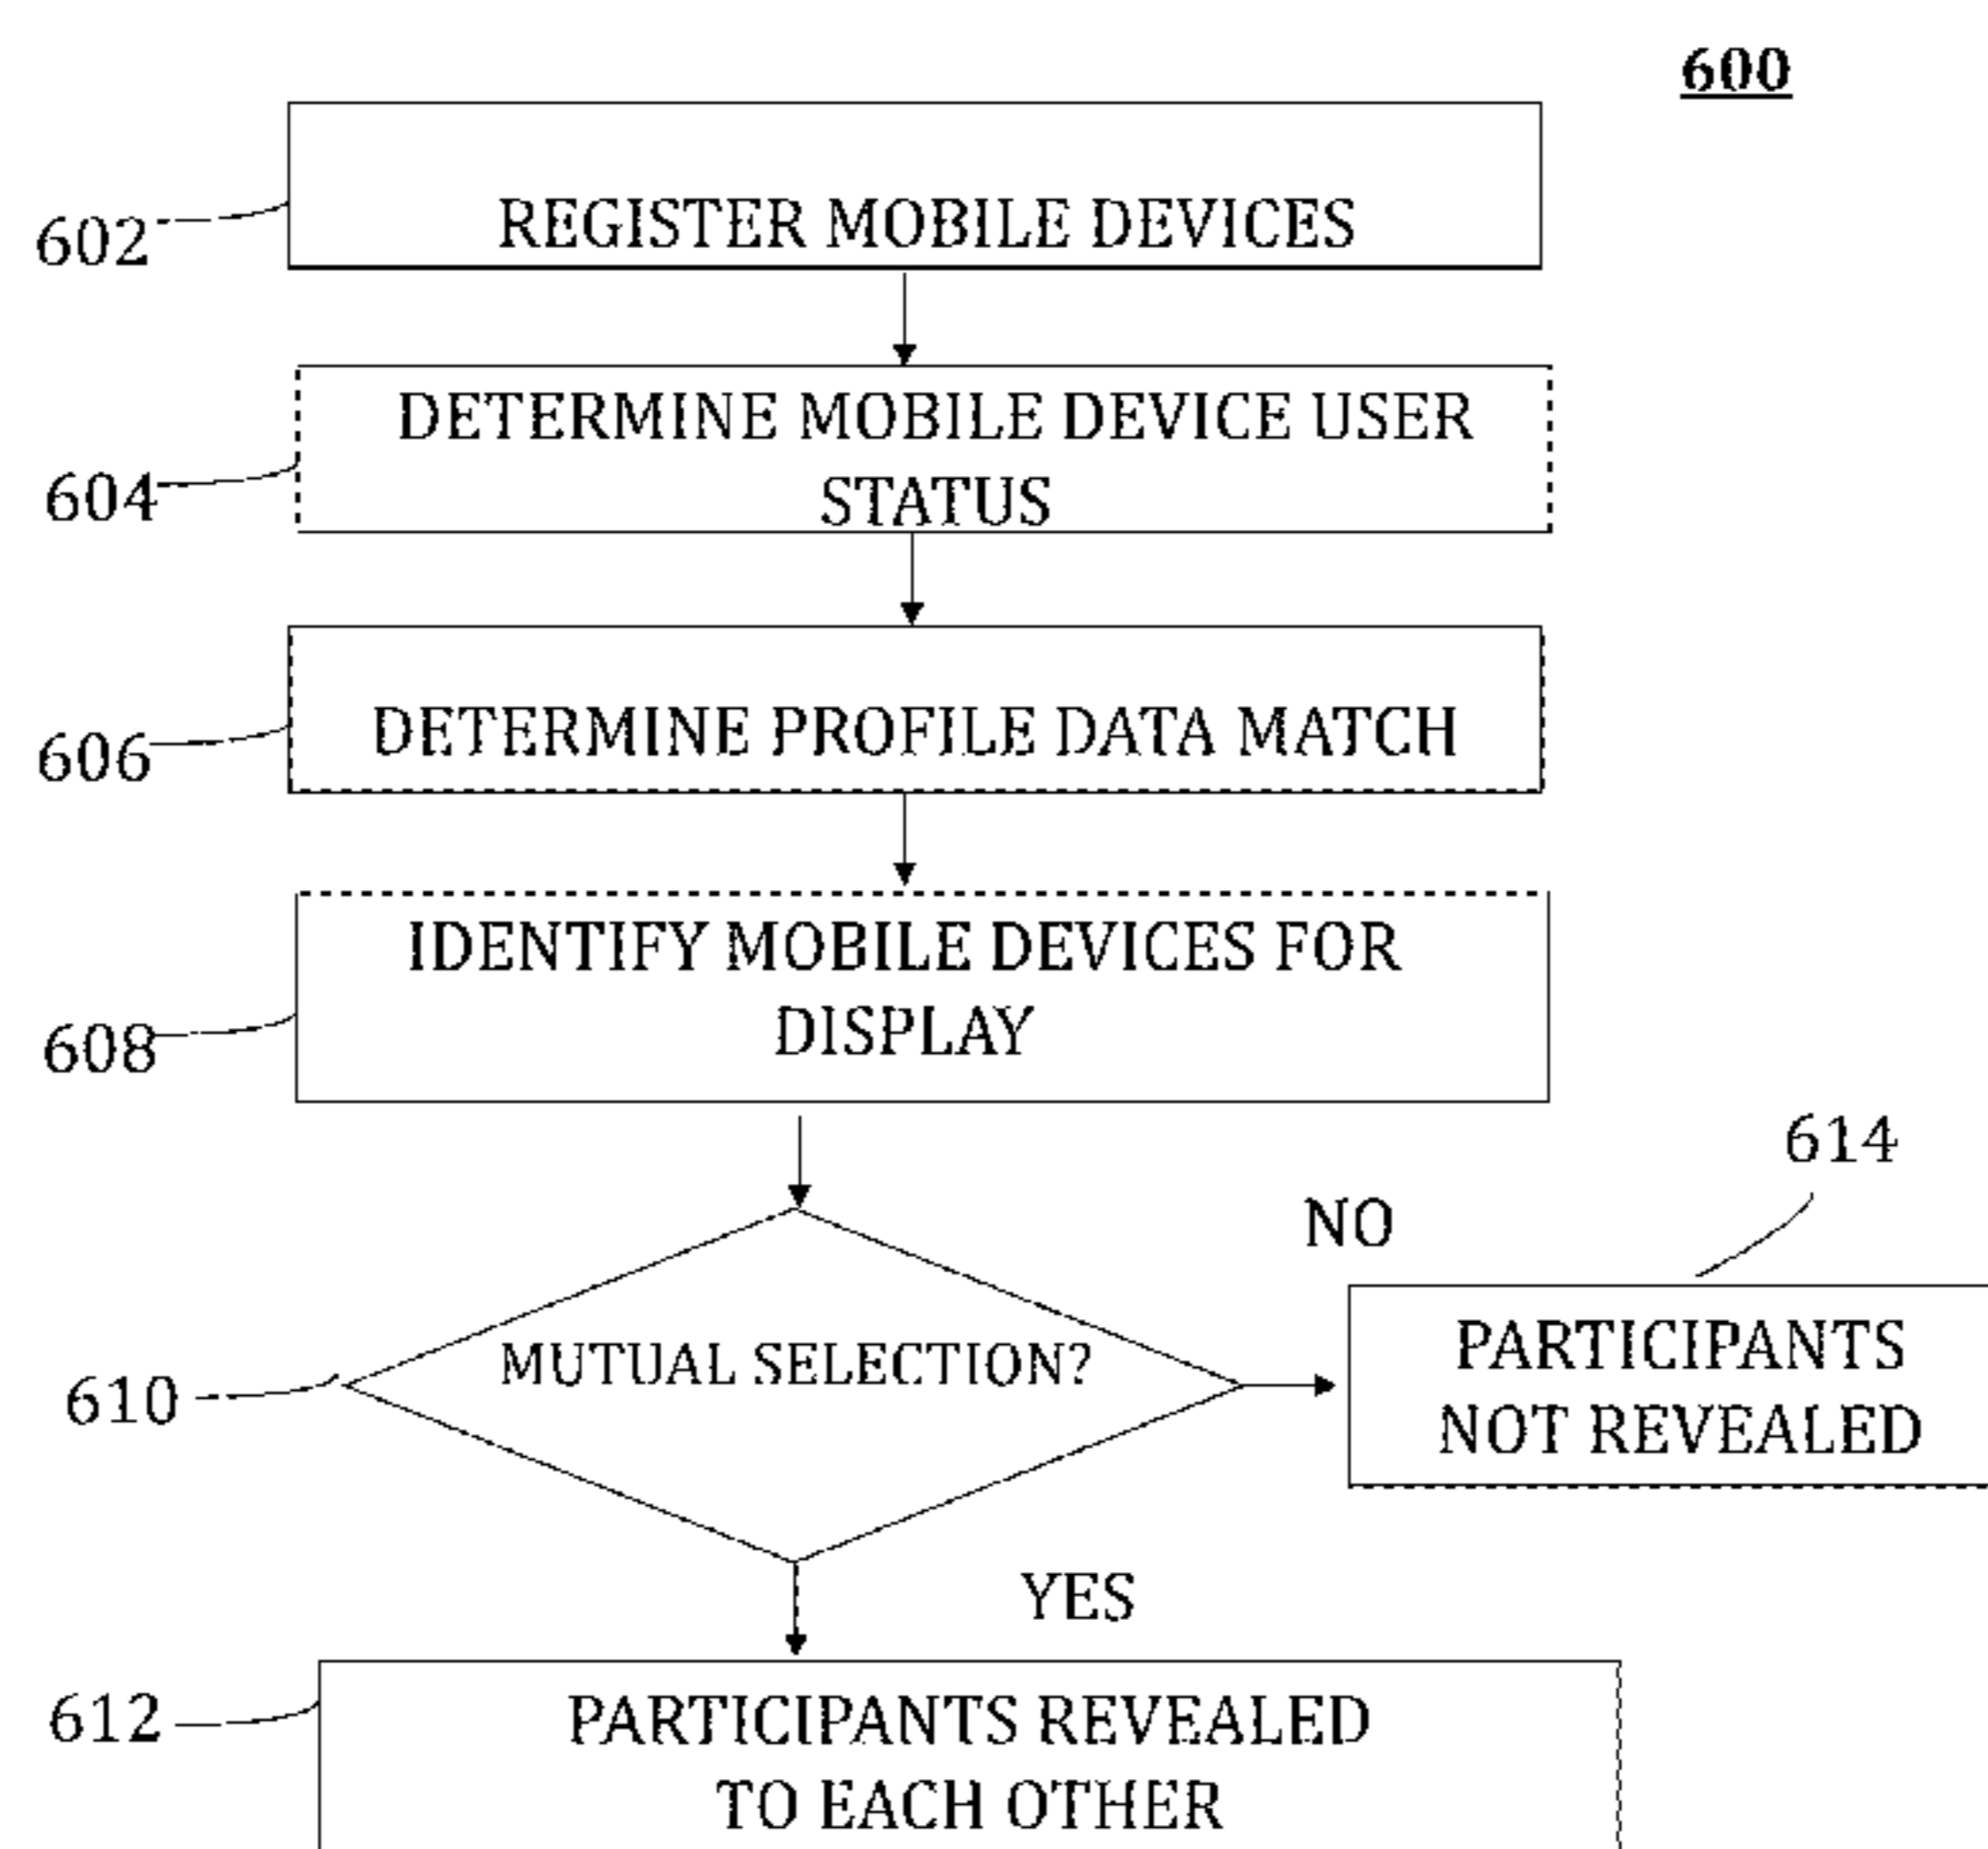 600
602
REGISTER MOBILE DEVICES
604
DETERMINE MOBILE DEVICE USER
STATUS
606
DETERMINE PROFILE DATA MATCH
608
IDENTIFY MOBILE DEVICES FOR
DISPLAY
610
MUTUAL SELECTION?
NO
614
PARTICIPANTS
NOT REVEALED
YES
612
PARTICIPANTS REVEALED
TO EACH OTHER